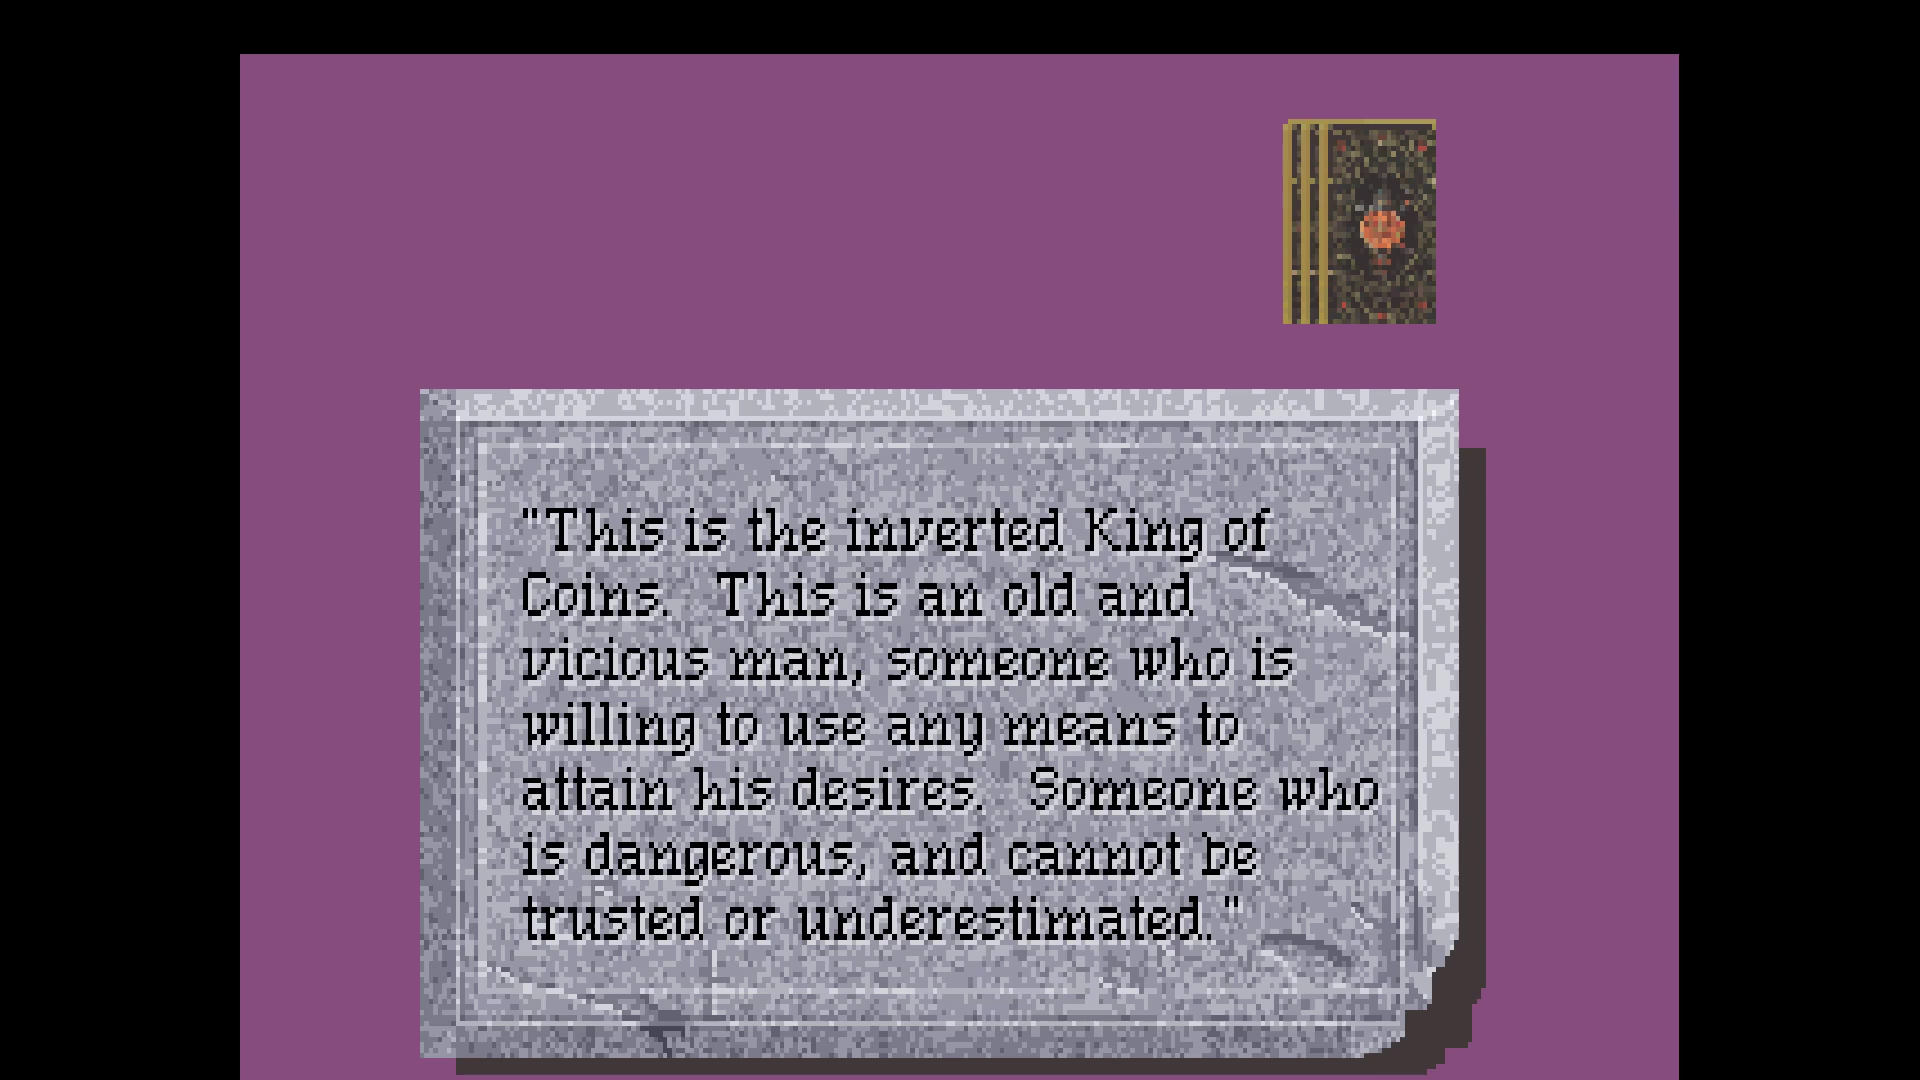 "This is the inverted King of
Coins.  This is an old and
vicious man, someone who is
willing to use any means to
attain his desires.  Someone who
is dangerous, and cannot be
trusted or underestimated."